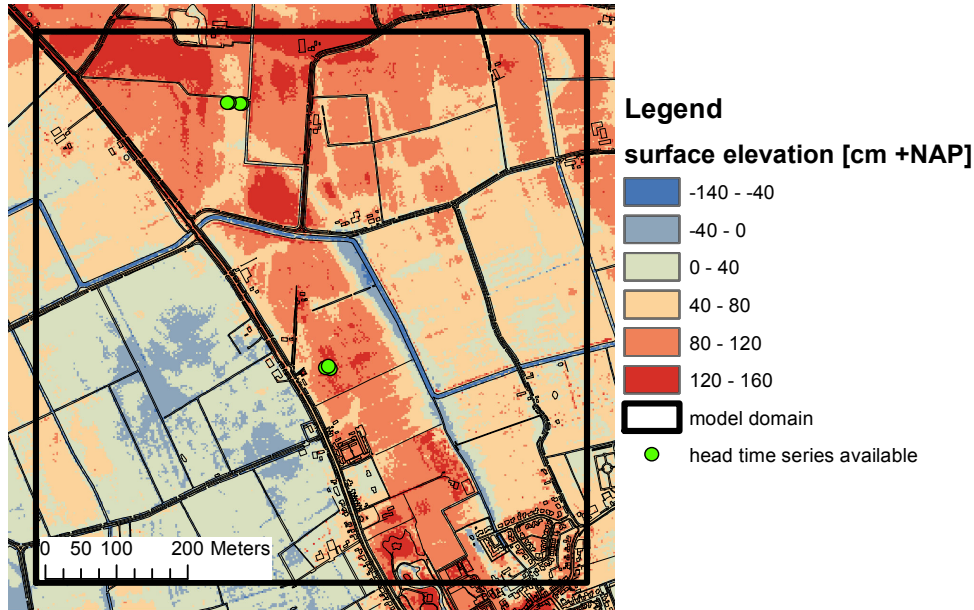 Legend
surface elevation [cm +NAP]
-140 - -40
-40 - 0
0 - 40
40 - 80
80 - 120
120 - 160
model domain
head time series available
0 50 100 200 Meters